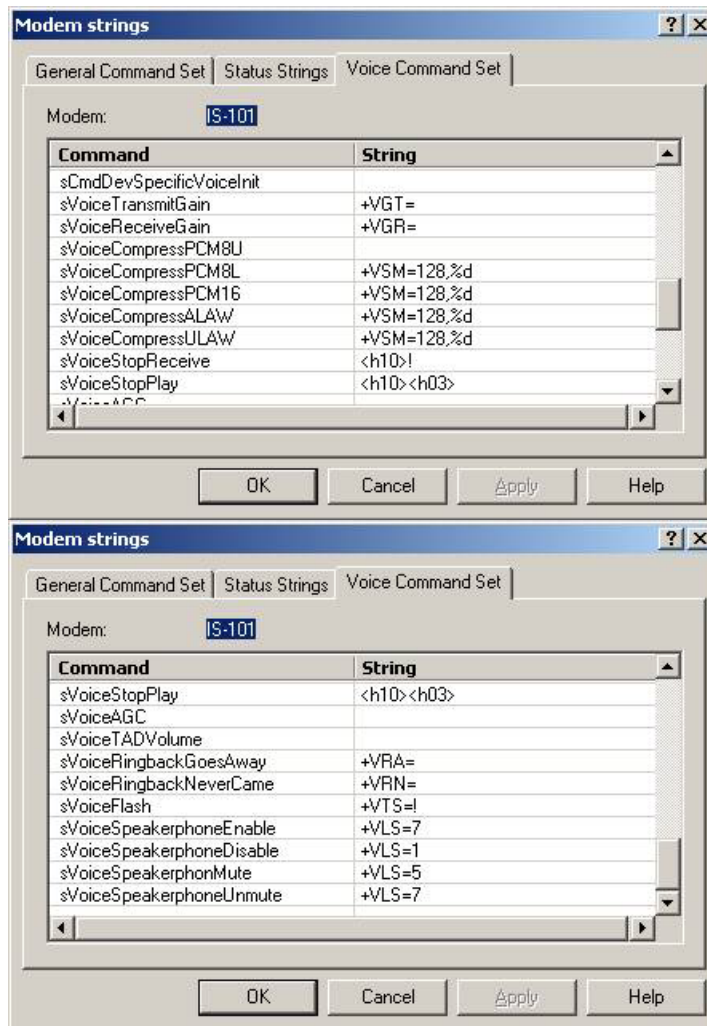 Modem strings
General Command Set Status Strings Voice Command Set
Modem: IS-101
Command String
sCmdDevSpecificVoiceInit
sVoiceTransmitGain +VGT=
sVoiceReceiveGain +VGR=
sVoiceCompressPCM8U
sVoiceCompressPCM8L +VSM=128,%d
sVoiceCompressPCM16 +VSM=128,%d
sVoiceCompressALAW +VSM=128,%d
sVoiceCompressULAW +VSM=128,%d
sVoiceStopReceive <h10>!
sVoiceStopPlay <h10><h03>
sVoiceAGC
OK Cancel Apply Help
Modem strings
General Command Set Status Strings Voice Command Set
Modem: IS-101
Command String
sVoiceStopPlay <h10><h03>
sVoiceAGC
sVoiceTADVolume
sVoiceRingbackGoesAway +VRA=
sVoiceRingbackNeverCame +VRN=
sVoiceFlash +VTS=!
sVoiceSpeakerphoneEnable +VLS=7
sVoiceSpeakerphoneDisable +VLS=1
sVoiceSpeakerphonMute +VLS=5
sVoiceSpeakerphoneUnmute +VLS=7
OK Cancel Apply Help